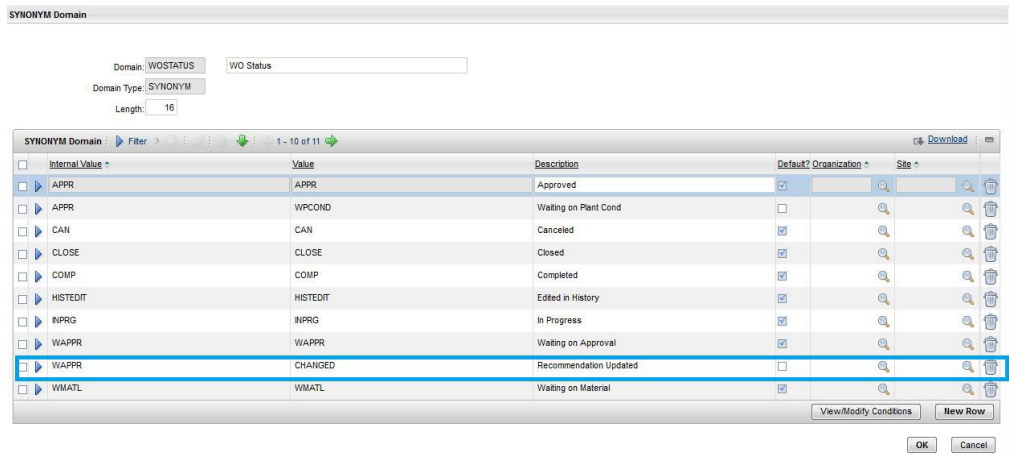 SYNONYM Domain
Domain: WOSTATUS WO Status
Domain Type: SYNONYM
Length: 16
SYNONYM Domain Filter 1 - 10 of 11 Download
Internal Value Value Description Default? Organization Site
APPR APPR Approved
APPR WPCOND Waiting on Plant Cond
CAN CAN Canceled
CLOSE CLOSE Closed
COMP COMP Completed
HISTEDIT HISTEDIT Edited in History
INPRG INPRG In Progress
WAPPR WAPPR Waiting on Approval
WAPPR CHANGED Recommendation Updated
WMATL WMATL Waiting on Material
View/Modify Conditions New Row
OK Cancel